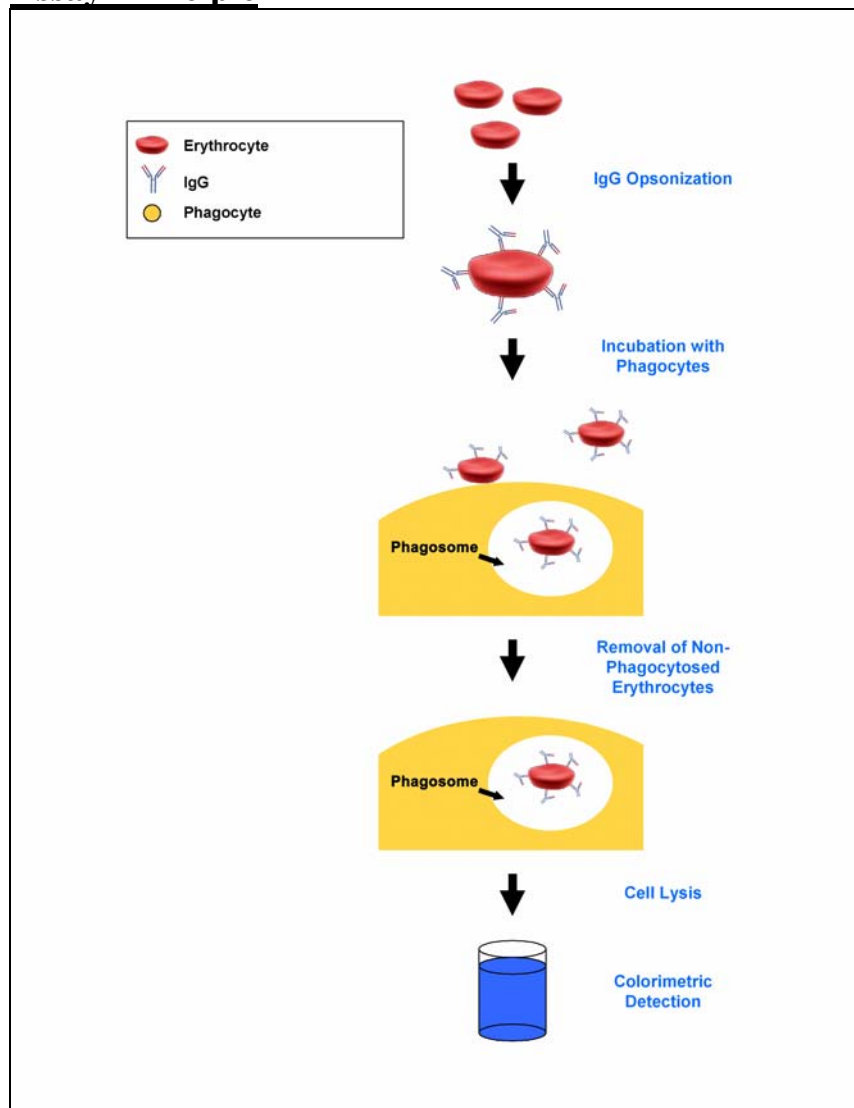 Erythrocyte
IgG
Phagocyte
IgG Opsonization
Incubation with
Phagocytes
Phagosome
Removal of Non-
Phagocytosed
Erythrocytes
Phagosome
Cell Lysis
Colorimetric
Detection